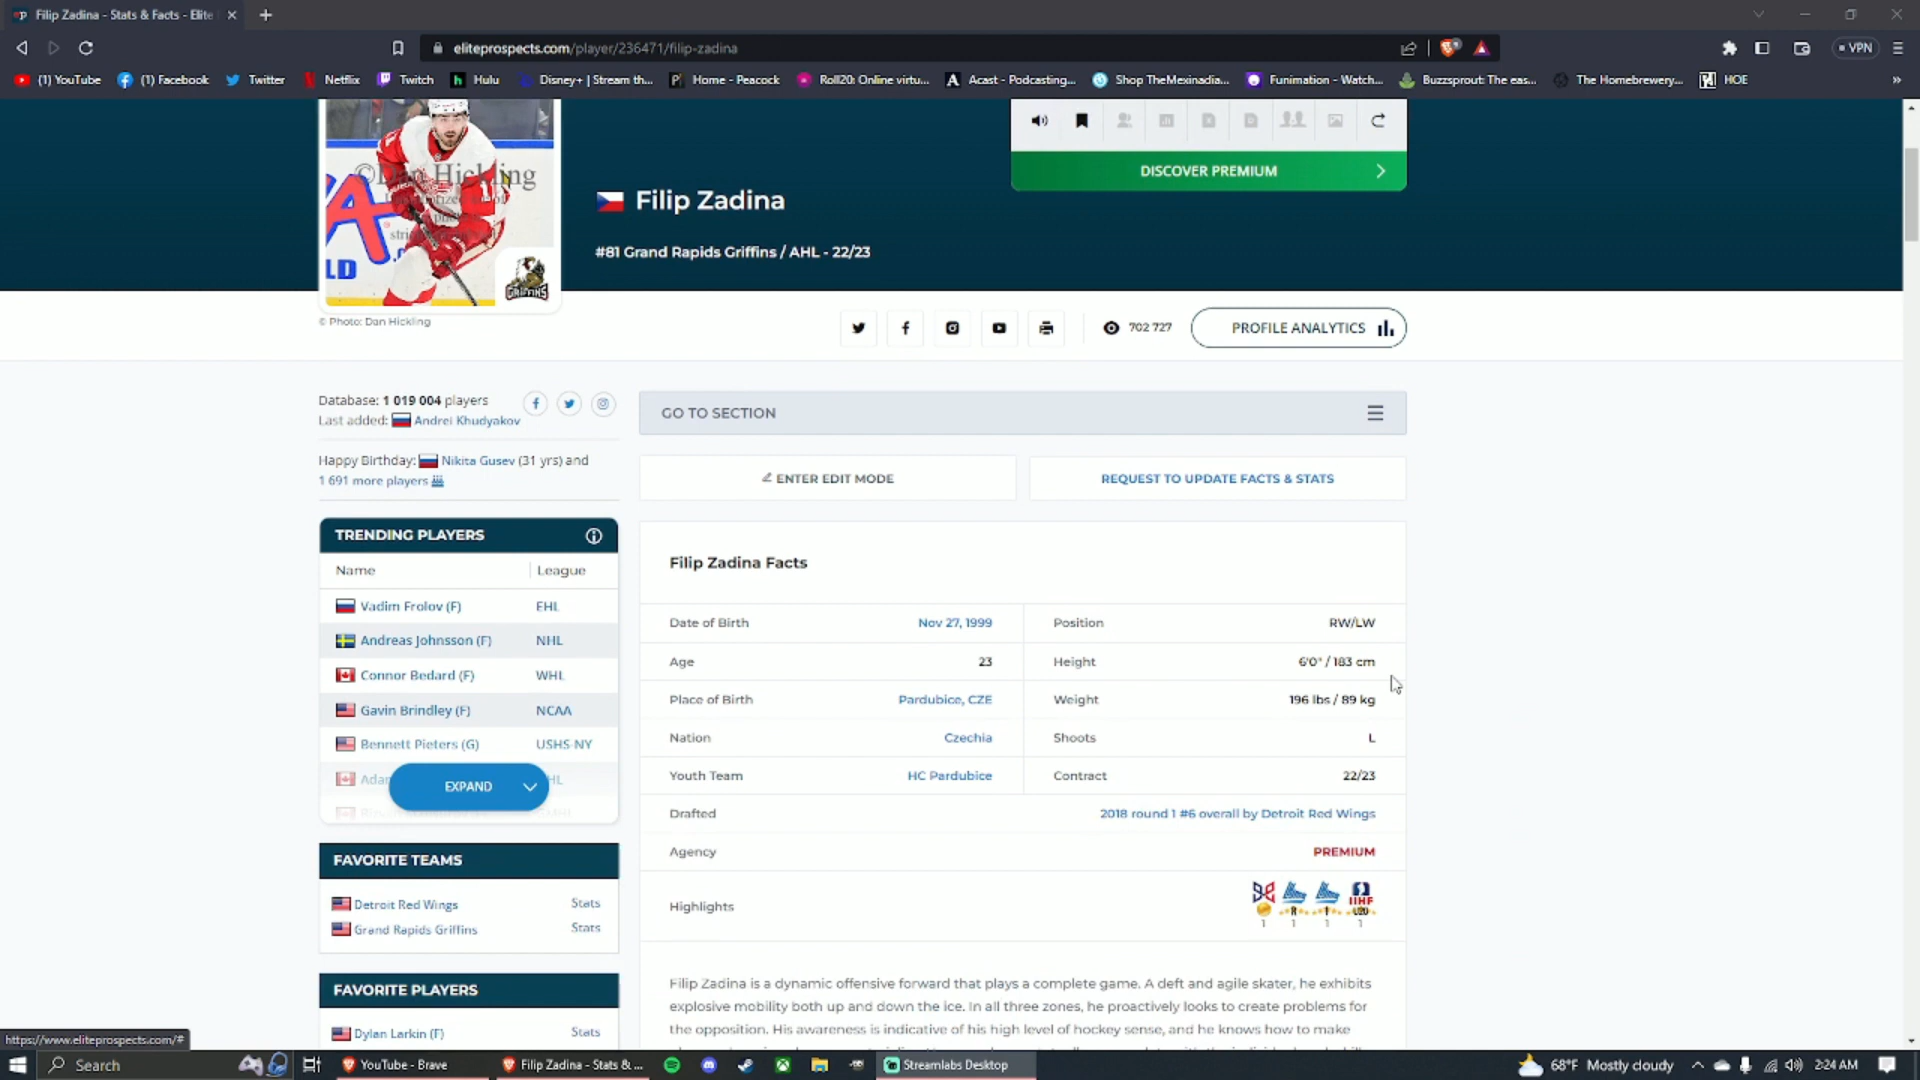 Filip Zadina - Stats & Facts - Elite
eliteprospects.com/player/236471/filip-zadina
VPN
(1) YouTube
(1) Facebook
Twitter
Netflix
Twitch
Hulu
Disney+ | Stream th...
Home - Peacock
Roll20: Online virtu...
Acast - Podcasting...
Shop TheMexinadia...
Funimation - Watch...
Buzzsprout: The eas...
The Homebrewery...
HOE
©Dan Hickling
GRIFFINS
Filip Zadina
#81 Grand Rapids Griffins / AHL - 22/23
DISCOVER PREMIUM
© Photo: Dan Hickling
702 727
PROFILE ANALYTICS
Database: 1 019 004 players
Last added: Andrei Khudyakov
Happy Birthday: Nikita Gusev (31 yrs) and
1 691 more players
TRENDING PLAYERS
Name League
Vadim Frolov (F) EHL
Andreas Johnsson (F) NHL
Connor Bedard (F) WHL
Gavin Brindley (F) NCAA
Bennett Pieters (G) USHS-NY
EXPAND
FAVORITE TEAMS
Detroit Red Wings Stats
Grand Rapids Griffins Stats
FAVORITE PLAYERS
Dylan Larkin (F) Stats
GO TO SECTION
ENTER EDIT MODE
REQUEST TO UPDATE FACTS & STATS
Filip Zadina Facts
Date of Birth Nov 27, 1999 Position RW/LW
Age 23 Height 6'0" / 183 cm
Place of Birth Pardubice, CZE Weight 196 lbs / 89 kg
Nation Czechia Shoots L
Youth Team HC Pardubice Contract 22/23
Drafted 2018 round 1 #6 overall by Detroit Red Wings
Agency PREMIUM
Highlights
R T IIHF U20
1 1 1 1
Filip Zadina is a dynamic offensive forward that plays a complete game. A deft and agile skater, he exhibits
explosive mobility both up and down the ice. In all three zones, he proactively looks to create problems for
the opposition. His awareness is indicative of his high level of hockey sense, and he knows how to make
https://www.eliteprospects.com/#
Search
YouTube - Brave
Filip Zadina - Stats & ...
Streamlabs Desktop
68°F Mostly cloudy
2:24 AM